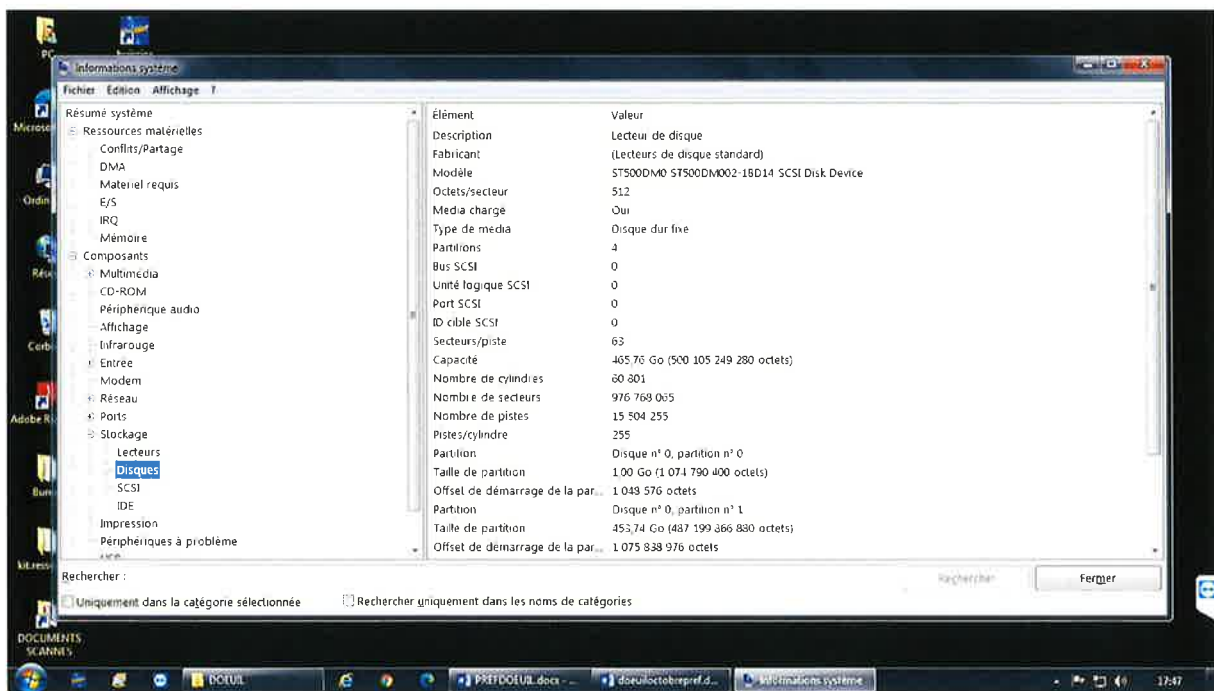 PC
Informations système
Fichier Edition Affichage ?
Résumé système
Ressources matérielles
Conflits/Partage
DMA
Materiel requis
E/S
IRQ
Mémoire
Composants
Multimédia
CD-ROM
Périphérique audio
Affichage
Infrarouge
Entrée
Modem
Réseau
Ports
Stockage
Lecteurs
Disques
SCSI
IDE
Impression
Périphériques à problème
Élément Valeur
Description Lecteur de disque
Fabricant (Lecteurs de disque standard)
Modèle ST500DM0 ST500DM002-1BD14 SCSI Disk Device
Octets/secteur 512
Media chargé Oui
Type de média Disque dur fixe
Partitions 4
Bus SCSI 0
Unité logique SCSI 0
Port SCSI 0
ID cible SCSI 0
Secteurs/piste 63
Capacité 465,76 Go (500 105 249 280 octets)
Nombre de cylindres 60 801
Nombre de secteurs 976 768 065
Nombre de pistes 15 504 255
Pistes/cylindre 255
Partition Disque n° 0, partition n° 0
Taille de partition 1,00 Go (1 074 790 400 octets)
Offset de démarrage de la par... 1 048 576 octets
Partition Disque n° 0, partition n° 1
Taille de partition 453,74 Go (487 199 866 880 octets)
Offset de démarrage de la par... 1 075 838 976 octets
Rechercher :
Rechercher
Fermer
Uniquement dans la catégorie sélectionnée
Rechercher uniquement dans les noms de catégories
Microso
Ordin
Rése
Corb
Adobe R
Bure
kit.ress
DOCUMENTS
SCANNES
DOEUIL
PREFDOEUIL.docx - ...
doeuiloctobrepref.d...
Informations système
17:47